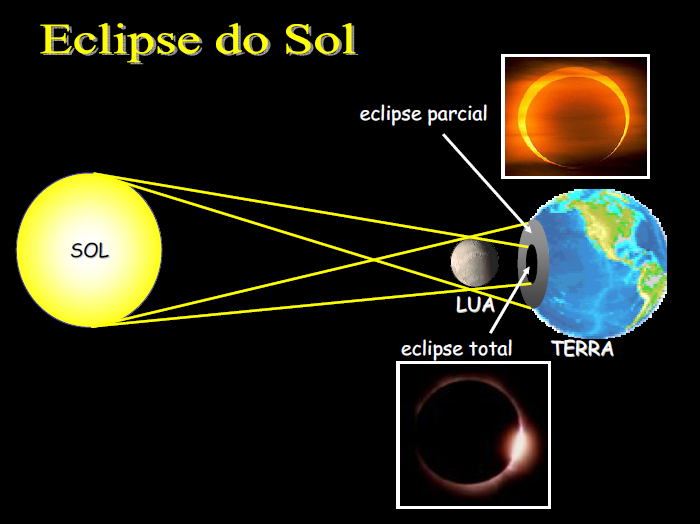 Eclipse do Sol
eclipse parcial
SOL
LUA
eclipse total
TERRA